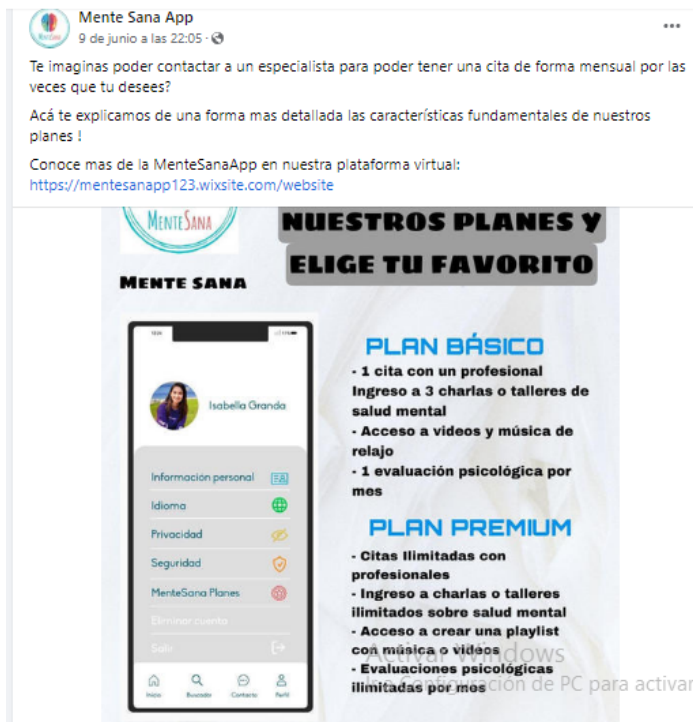 Mente Sana App
9 de junio a las 22:05 ·
Te imaginas poder contactar a un especialista para poder tener una cita de forma mensual por las
veces que tu desees?
Acá te explicamos de una forma mas detallada las características fundamentales de nuestros
planes !
Conoce mas de la MenteSanaApp en nuestra plataforma virtual:
https://mentesanapp123.wixsite.com/website
MENTESANA
MENTE SANA
NUESTROS PLANES Y
ELIGE TU FAVORITO
Isabella Granda
Información personal
Idioma
Privacidad
Seguridad
MenteSana Planes
Eliminar cuenta
Salir
Inicio
Buscador
Contacto
Perfil
PLAN BÁSICO
- 1 cita con un profesional
Ingreso a 3 charlas o talleres de
salud mental
- Acceso a videos y música de
relajo
- 1 evaluación psicológica por
mes
PLAN PREMIUM
- Citas Ilimitadas con
profesionales
- Ingreso a charlas o talleres
ilimitados sobre salud mental
- Acceso a crear una playlist
con música o videos
- Evaluaciones psicológicas
ilimitadas por mes
Activar Windows
Configuración de PC para activar